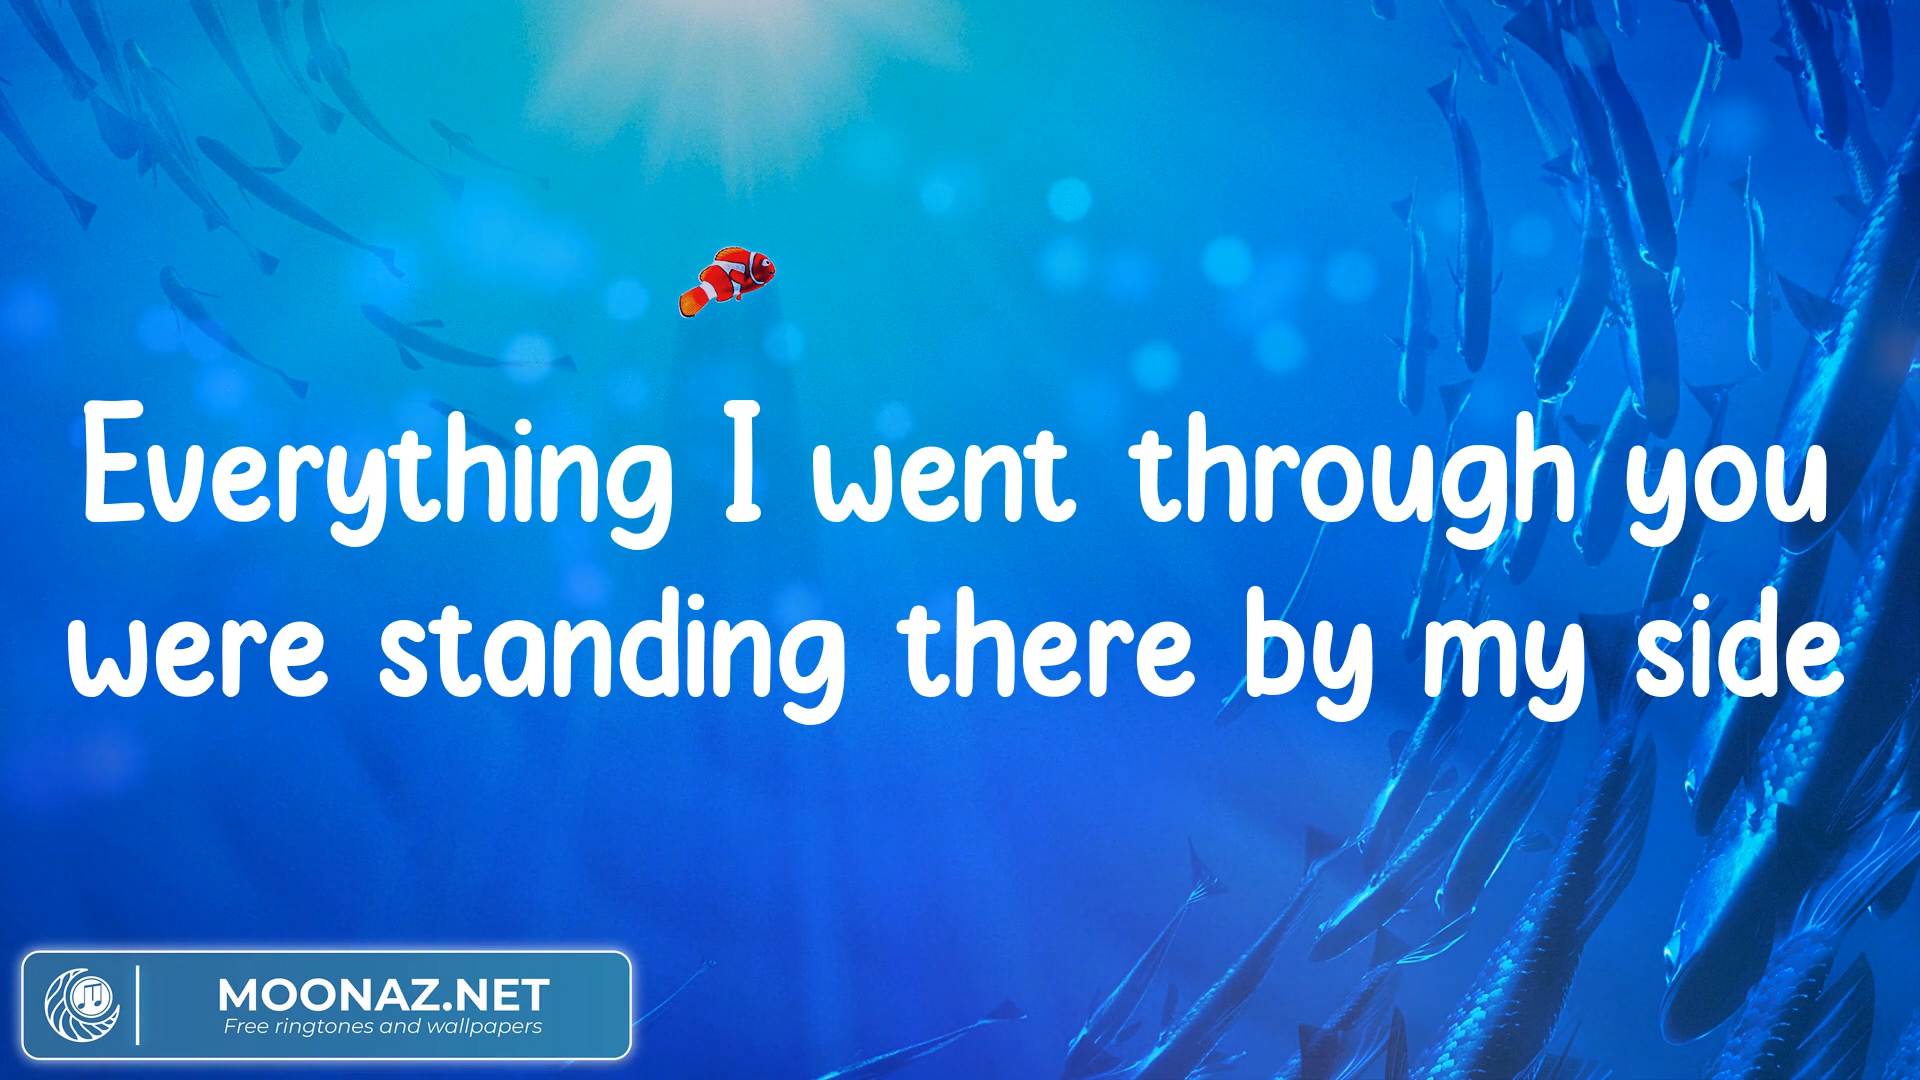 Everything I went through you
were standing there by my side
MOONAZ.NET
Free ringtones and wallpapers